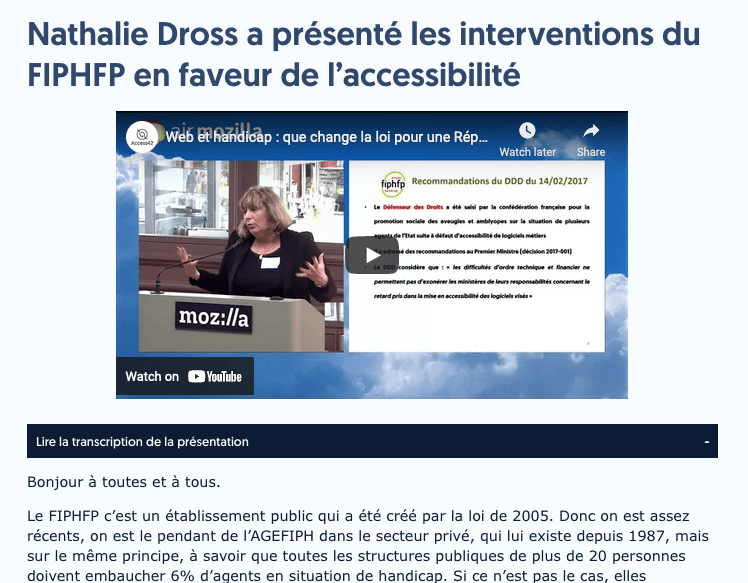 Nathalie Dross a présenté les interventions du
FIPHFP en faveur de l’accessibilité
air mozilla
Access42
Web et handicap : que change la loi pour une Rép...
Watch later
Share
fiphfp
Recommandations du DDD du 14/02/2017
• Le Défenseur des Droits a été saisi par la confédération française pour la
promotion sociale des aveugles et amblyopes sur la situation de plusieurs
agents de l'Etat suite à défaut d'accessibilité de logiciels métiers
adressé des recommandations au Premier Ministre (décision 2017-001)
Le DDD considère que : « les difficultés d'ordre technique et financier ne
permettent pas d'exonérer les ministères de leurs responsabilités concernant le
retard pris dans la mise en accessibilité des logiciels visés »
moz://a
Watch on YouTube
Lire la transcription de la présentation -
Bonjour à toutes et à tous.
Le FIPHFP c’est un établissement public qui a été créé par la loi de 2005. Donc on est assez
récents, on est le pendant de l’AGEFIPH dans le secteur privé, qui lui existe depuis 1987, mais
sur le même principe, à savoir que toutes les structures publiques de plus de 20 personnes
doivent embaucher 6% d’agents en situation de handicap. Si ce n’est pas le cas, elles